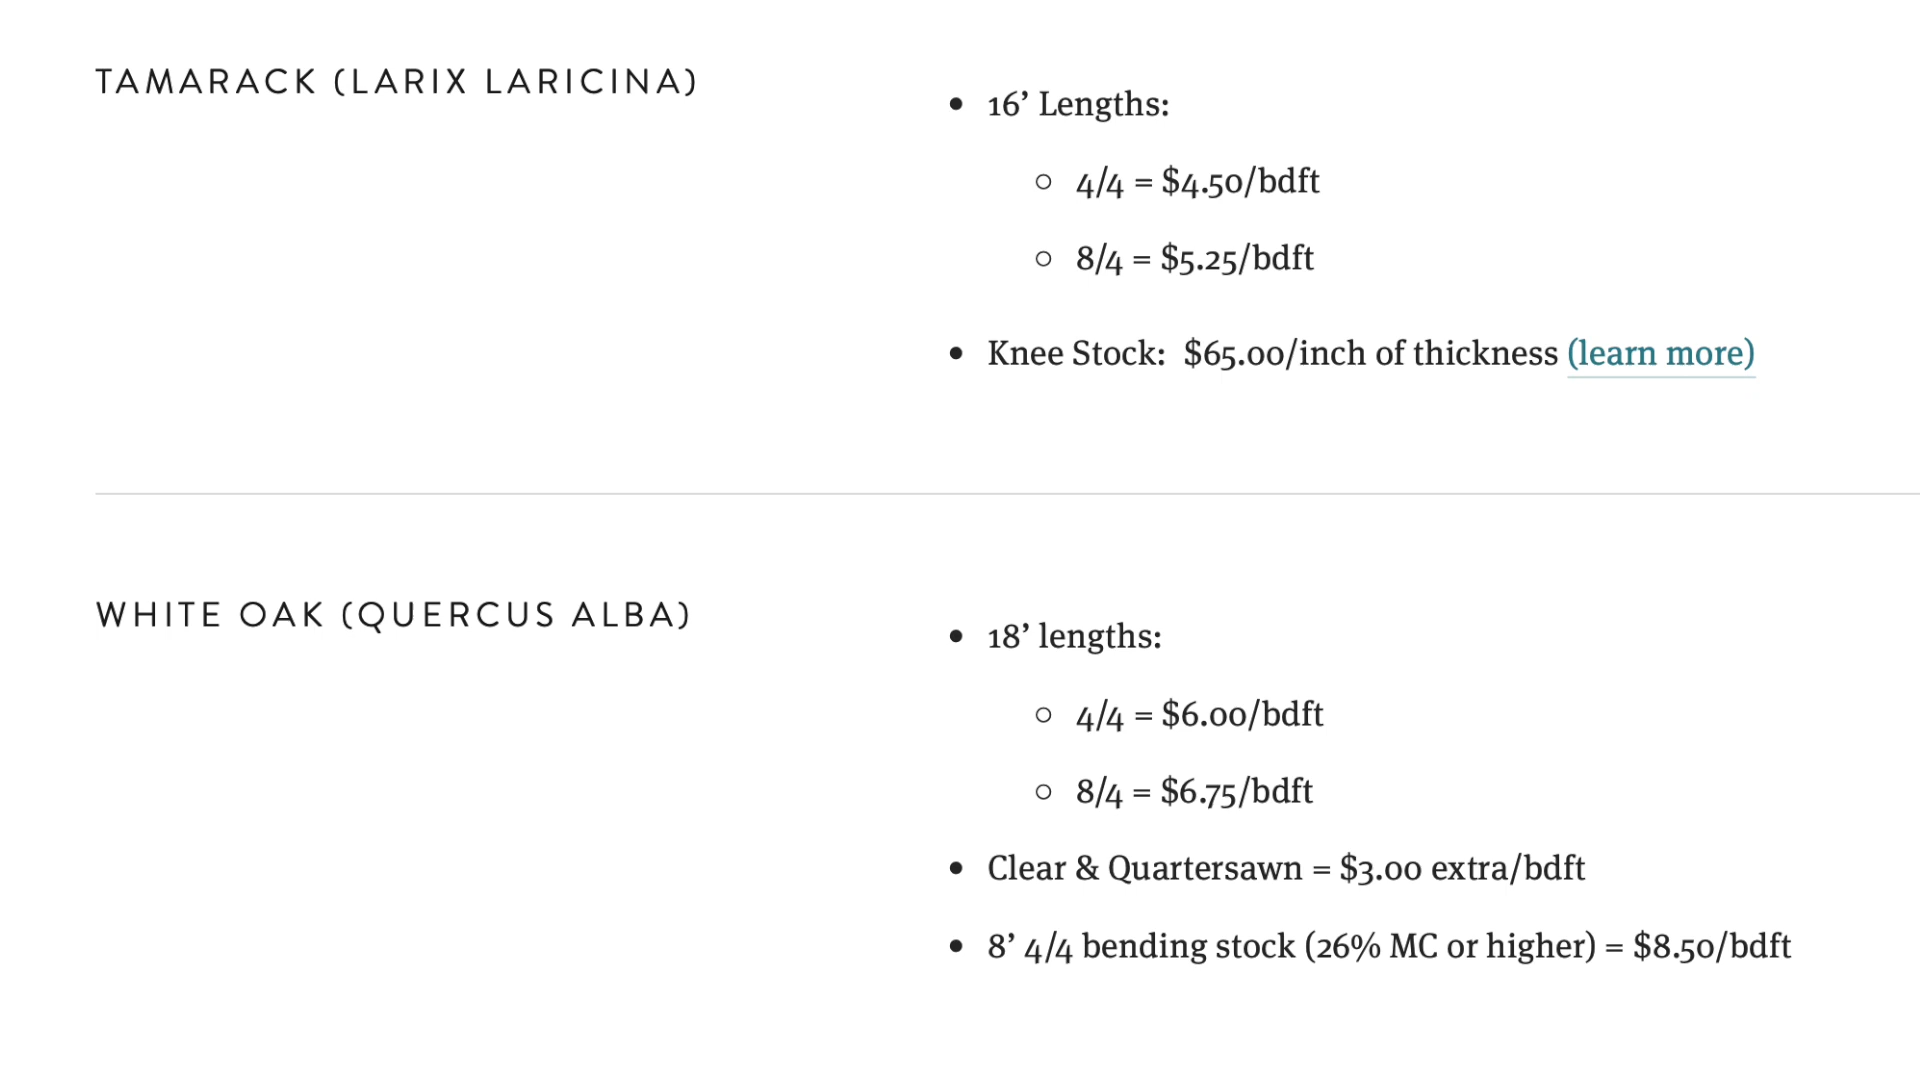 TAMARACK (LARIX LARICINA)
• 16’ Lengths:
○ 4/4 = $4.50/bdft
○ 8/4 = $5.25/bdft
• Knee Stock:  $65.00/inch of thickness (learn more)
WHITE OAK (QUERCUS ALBA)
• 18’ lengths:
○ 4/4 = $6.00/bdft
○ 8/4 = $6.75/bdft
• Clear & Quartersawn = $3.00 extra/bdft
• 8’ 4/4 bending stock (26% MC or higher) = $8.50/bdft